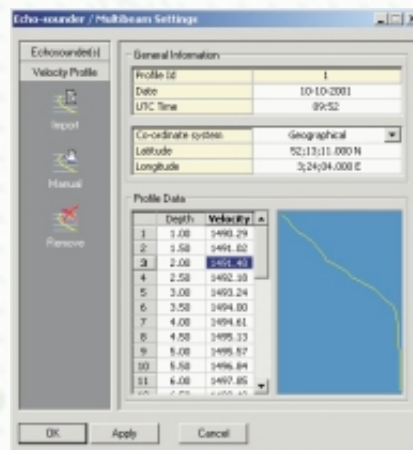 Echo-sounder / Multibeam Settings
Echosounder(s)
Velocity Profile
Import
Manual
Remove
General Information
Profile Id 1
Date 10-10-2001
UTC Time 09:52
Co-ordinate system Geographical
Latitude 52;13;11.000 N
Longitude 3;24;04.000 E
Profile Data
Depth Velocity
1 1.00 1490.29
2 1.50 1491.02
3 2.00 1491.40
4 2.50 1492.10
5 3.00 1493.24
6 3.50 1494.00
7 4.00 1494.61
8 4.50 1495.13
9 5.00 1495.57
10 5.50 1496.04
11 6.00 1497.05
OK Apply Cancel